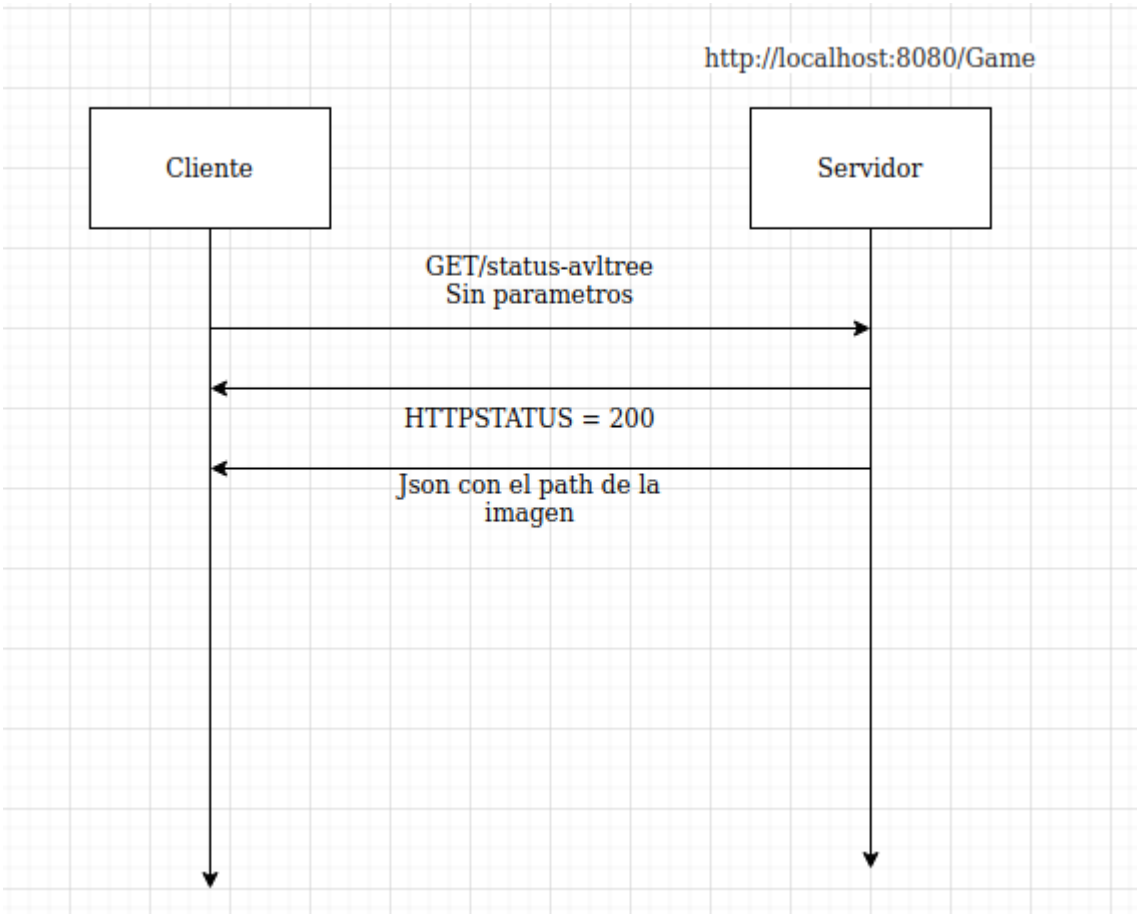 http://localhost:8080/Game
Cliente
Servidor
GET/status-avltree
Sin parametros
HTTPSTATUS = 200
Json con el path de la
imagen